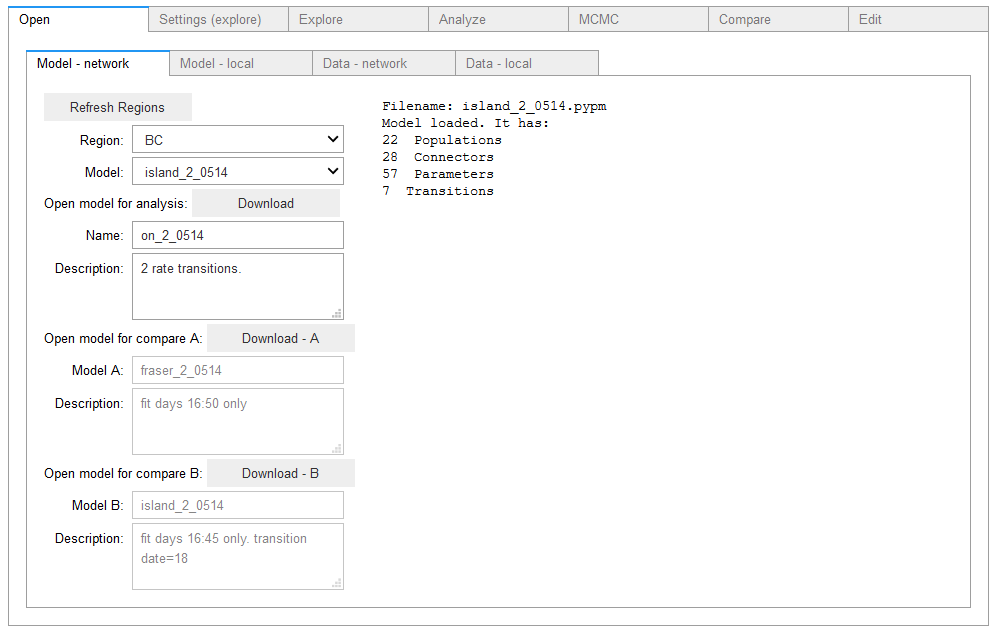 Open Settings (explore) Explore Analyze MCMC Compare Edit
Model - network Model - local Data - network Data - local
Refresh Regions
Region: BC
Model: island_2_0514
Open model for analysis: Download
Name: on_2_0514
Description: 2 rate transitions.
Open model for compare A: Download - A
Model A: fraser_2_0514
Description: fit days 16:50 only
Open model for compare B: Download - B
Model B: island_2_0514
Description: fit days 16:45 only. transition
date=18
Filename: island_2_0514.pypm
Model loaded. It has:
22 Populations
28 Connectors
57 Parameters
7 Transitions